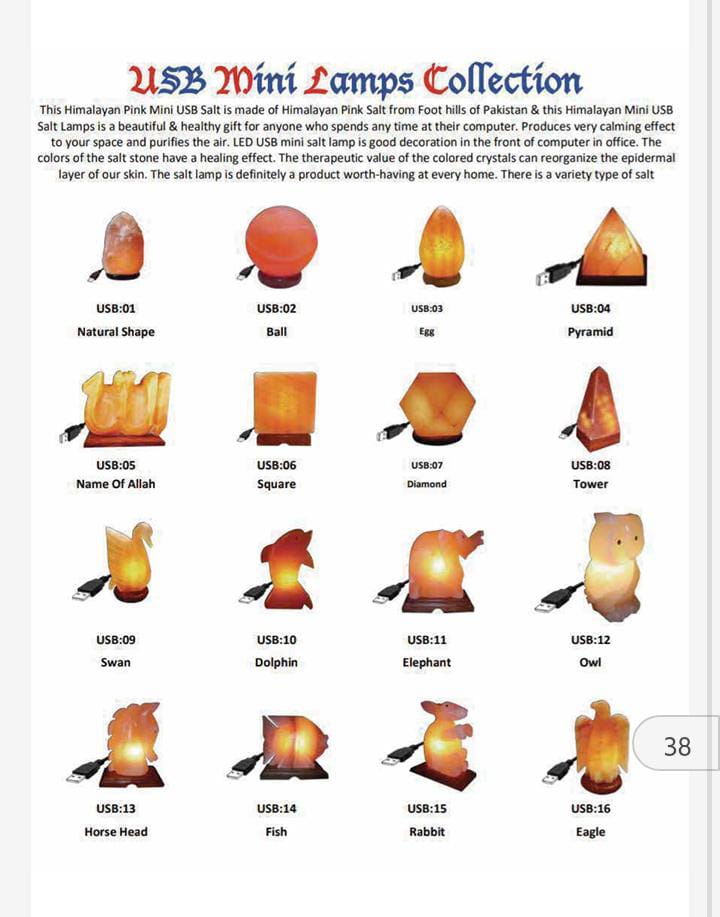 USB Mini Lamps Collection
This Himalayan Pink Mini USB Salt is made of Himalayan Pink Salt from Foot hills of Pakistan & this Himalayan Mini USB
Salt Lamps is a beautiful & healthy gift for anyone who spends any time at their computer. Produces very calming effect
to your space and purifies the air. LED USB mini salt lamp is good decoration in the front of computer in office. The
colors of the salt stone have a healing effect. The therapeutic value of the colored crystals can reorganize the epidermal
layer of our skin. The salt lamp is definitely a product worth-having at every home. There is a variety type of salt
USB:01 USB:02 USB:03 USB:04
Natural Shape Ball Egg Pyramid
USB:05 USB:06 USB:07 USB:08
Name Of Allah Square Diamond Tower
USB:09 USB:10 USB:11 USB:12
Swan Dolphin Elephant Owl
38
USB:13 USB:14 USB:15 USB:16
Horse Head Fish Rabbit Eagle